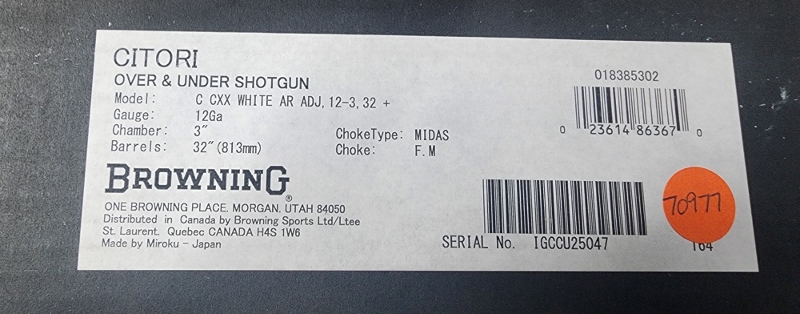 CITORI
OVER & UNDER SHOTGUN
Model: C CXX WHITE AR ADJ, 12-3, 32 +
Gauge: 12Ga
Chamber: 3" ChokeType: MIDAS
Barrels: 32"(813mm) Choke: F.M
BROWNING®
ONE BROWNING PLACE, MORGAN, UTAH 84050
Distributed in Canada by Browning Sports Ltd/Ltee
St. Laurent. Quebec CANADA H4S 1W6
Made by Miroku - Japan
018385302
0 23614 86367 0
70977
SERIAL No. IGCCU25047
164